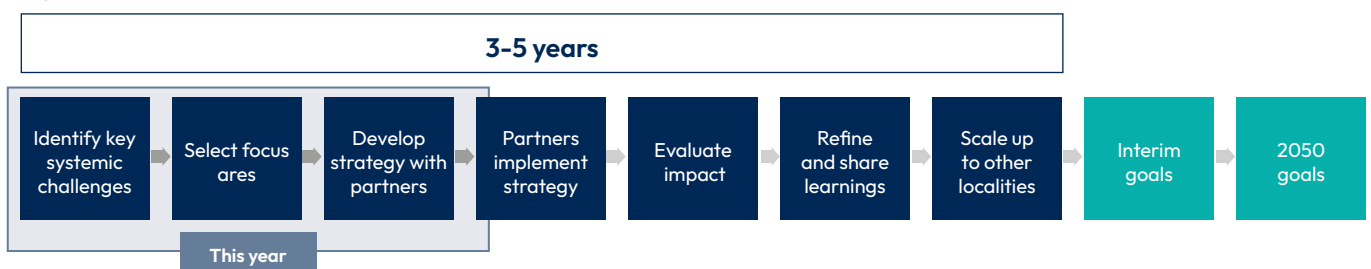 3-5 years
Identify key
systemic
challenges
Select focus
ares
Develop
strategy with
partners
Partners
implement
strategy
Evaluate
impact
Refine
and share
learnings
Scale up
to other
localities
Interim
goals
2050
goals
This year